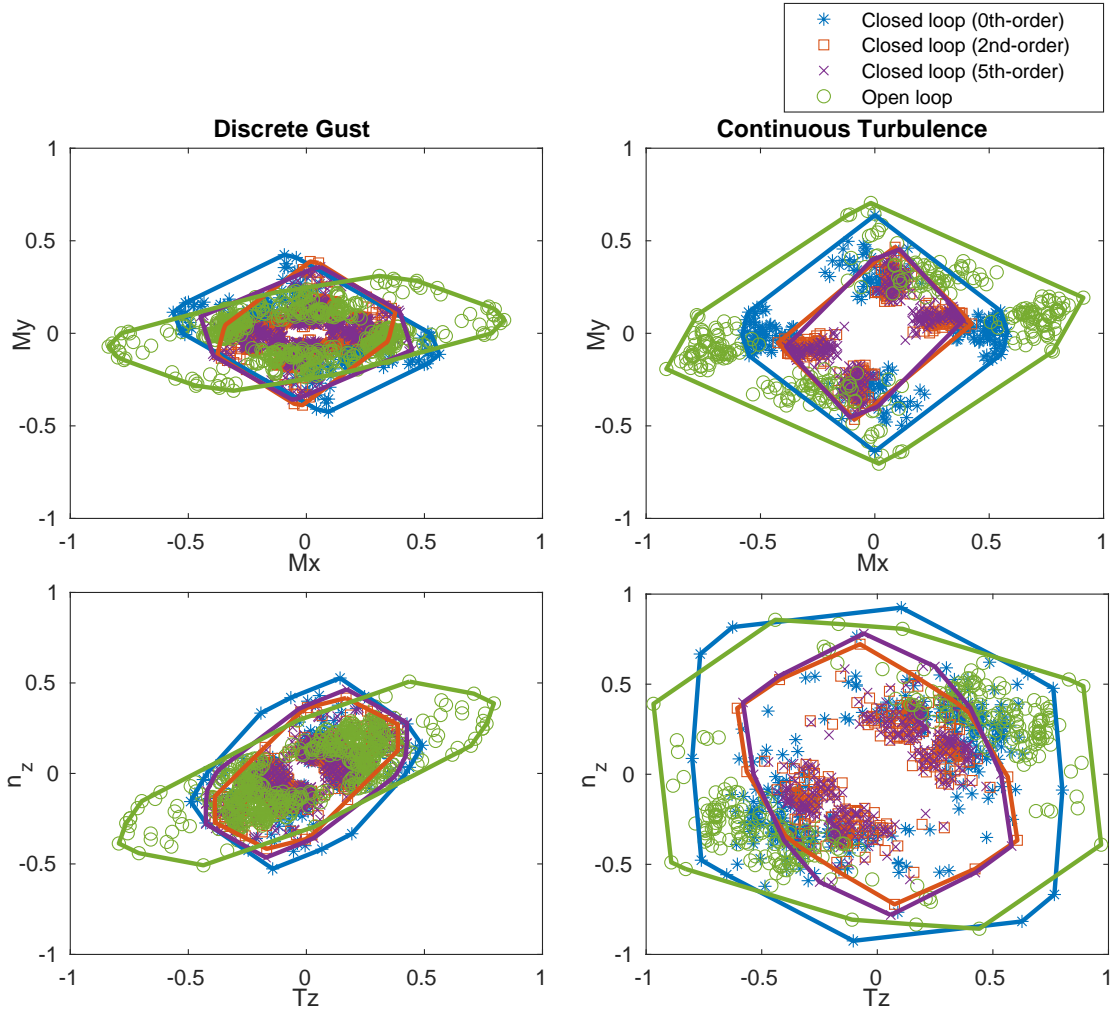 Closed loop (0th-order)
Closed loop (2nd-order)
Closed loop (5th-order)
Open loop
Discrete Gust
1
0.5
0
-0.5
-1
My
-1 -0.5 0 0.5 1
Mx
Continuous Turbulence
1
0.5
0
-0.5
-1
My
-1 -0.5 0 0.5 1
Mx
1
0.5
0
-0.5
-1
n_z
-1 -0.5 0 0.5 1
Tz
1
0.5
0
-0.5
-1
n_z
-1 -0.5 0 0.5 1
Tz